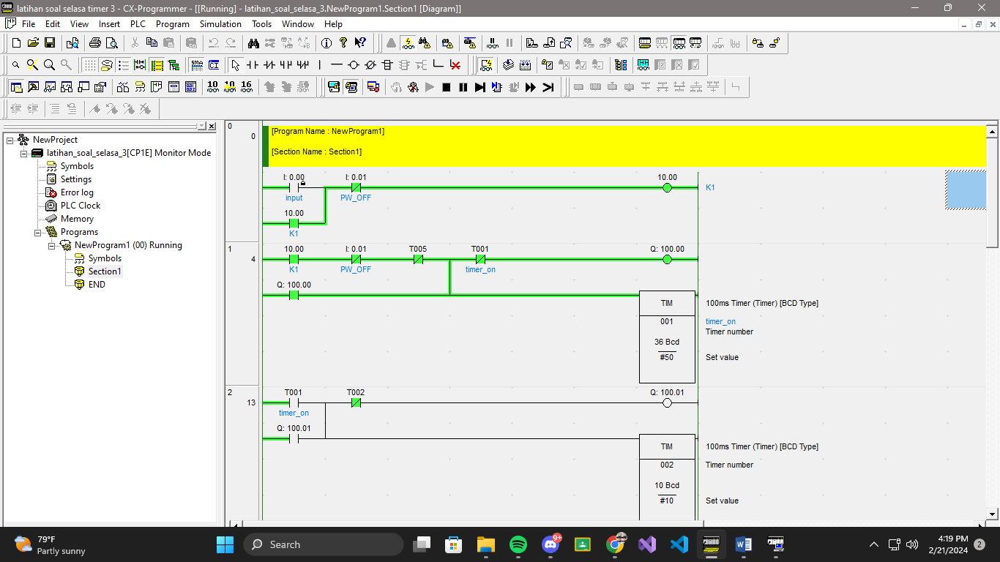 latihan soal selasa timer 3 - CX-Programmer - [[Running] - latihan_soal_selasa_3.NewProgram1.Section1 [Diagram]]
File Edit View Insert PLC Program Simulation Tools Window Help
SMA CI
10 10 16
NewProject
latihan_soal_selasa_3[CP1E] Monitor Mode
Symbols
Settings
Error log
PLC Clock
Memory
Programs
NewProgram1 (00) Running
Symbols
Section1
END
0
0
[Program Name : NewProgram1]
[Section Name : Section1]
I: 0.00 I: 0.01 10.00
K1
input PW_OFF
10.00
K1
1
4
10.00 I: 0.01 T005 T001 Q: 100.00
K1 PW_OFF timer_on
Q: 100.00
TIM 100ms Timer (Timer) [BCD Type]
001 timer_on
Timer number
36 Bcd
#50 Set value
2
13
T001 T002 Q: 100.01
timer_on
Q: 100.01
TIM 100ms Timer (Timer) [BCD Type]
002 Timer number
10 Bcd
#10 Set value
79°F
Partly sunny
Search
9+
4:19 PM
2/21/2024
2